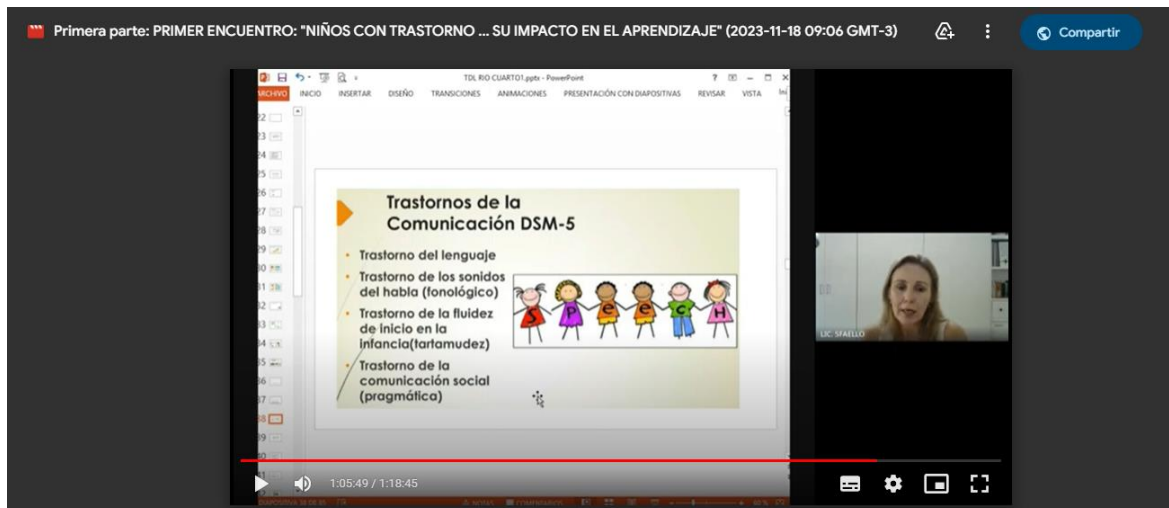 Primera parte: PRIMER ENCUENTRO: "NIÑOS CON TRASTORNO ... SU IMPACTO EN EL APRENDIZAJE" (2023-11-18 09:06 GMT-3)
Compartir
TDL RIO CUARTO1.pptx - PowerPoint
INICIO INSERTAR DISEÑO TRANSICIONES ANIMACIONES PRESENTACIÓN CON DIAPOSITIVAS REVISAR VISTA
Trastornos de la
Comunicación DSM-5
Trastorno del lenguaje
Trastorno de los sonidos
del habla (fonológico)
Trastorno de la fluidez
de inicio en la
infancia(tartamudez)
Trastorno de la
comunicación social
(pragmática)
SPeecH
LIC. SFAELLO
1:05:49 / 1:18:45